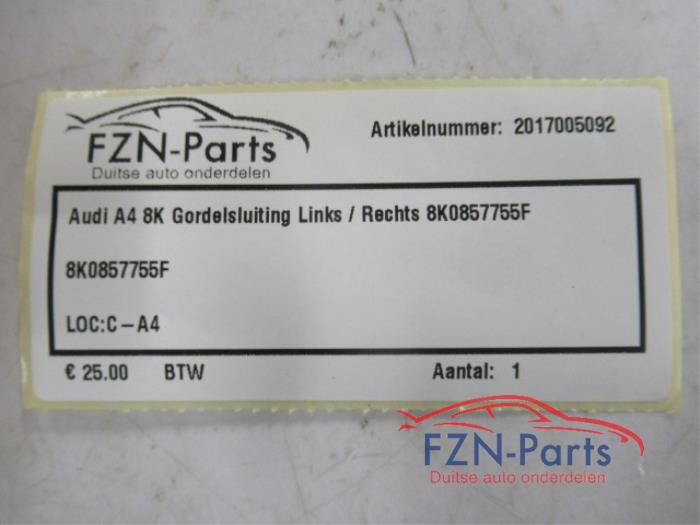 FZN-Parts
Duitse auto onderdelen
Artikelnummer: 2017005092
Audi A4 8K Gordelsluiting Links / Rechts 8K0857755F
8K0857755F
LOC:C-A4
€ 25.00 BTW Aantal: 1
FZN-Parts
Duitse auto onderdelen